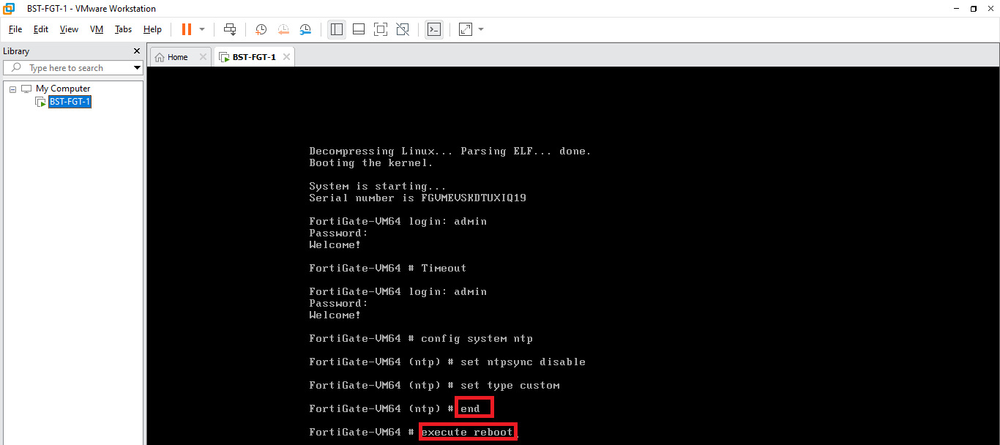 BST-FGT-1 - VMware Workstation
File Edit View VM Tabs Help
Library
Type here to search
Home
BST-FGT-1
My Computer
BST-FGT-1
Decompressing Linux... Parsing ELF... done.
Booting the kernel.
System is starting...
Serial number is FGVMEVSKDTUXIQ19
FortiGate-VM64 login: admin
Password:
Welcome!
FortiGate-VM64 # Timeout
FortiGate-VM64 login: admin
Password:
Welcome!
FortiGate-VM64 # config system ntp
FortiGate-VM64 (ntp) # set ntpsync disable
FortiGate-VM64 (ntp) # set type custom
FortiGate-VM64 (ntp) # end
FortiGate-VM64 # execute reboot